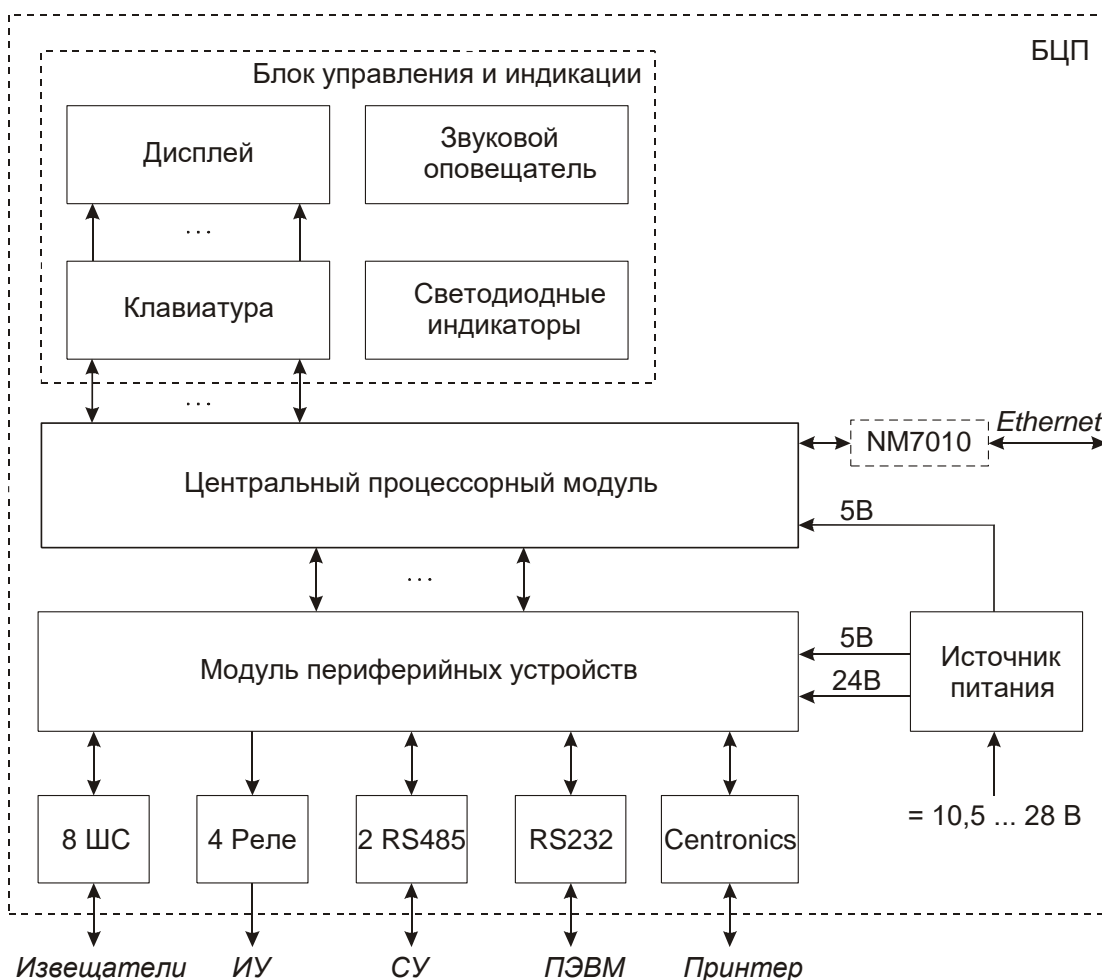 БЦП
Блок управления и индикации
Дисплей
Звуковой
оповещатель
...
Клавиатура
Светодиодные
индикаторы
...
Ethernet
NM7010
Центральный процессорный модуль
5В
...
5В
Модуль периферийных устройств
24В
Источник
питания
= 10,5 ... 28 В
8 ШС
4 Реле
2 RS485
RS232
Centronics
Извещатели
ИУ
СУ
ПЭВМ
Принтер